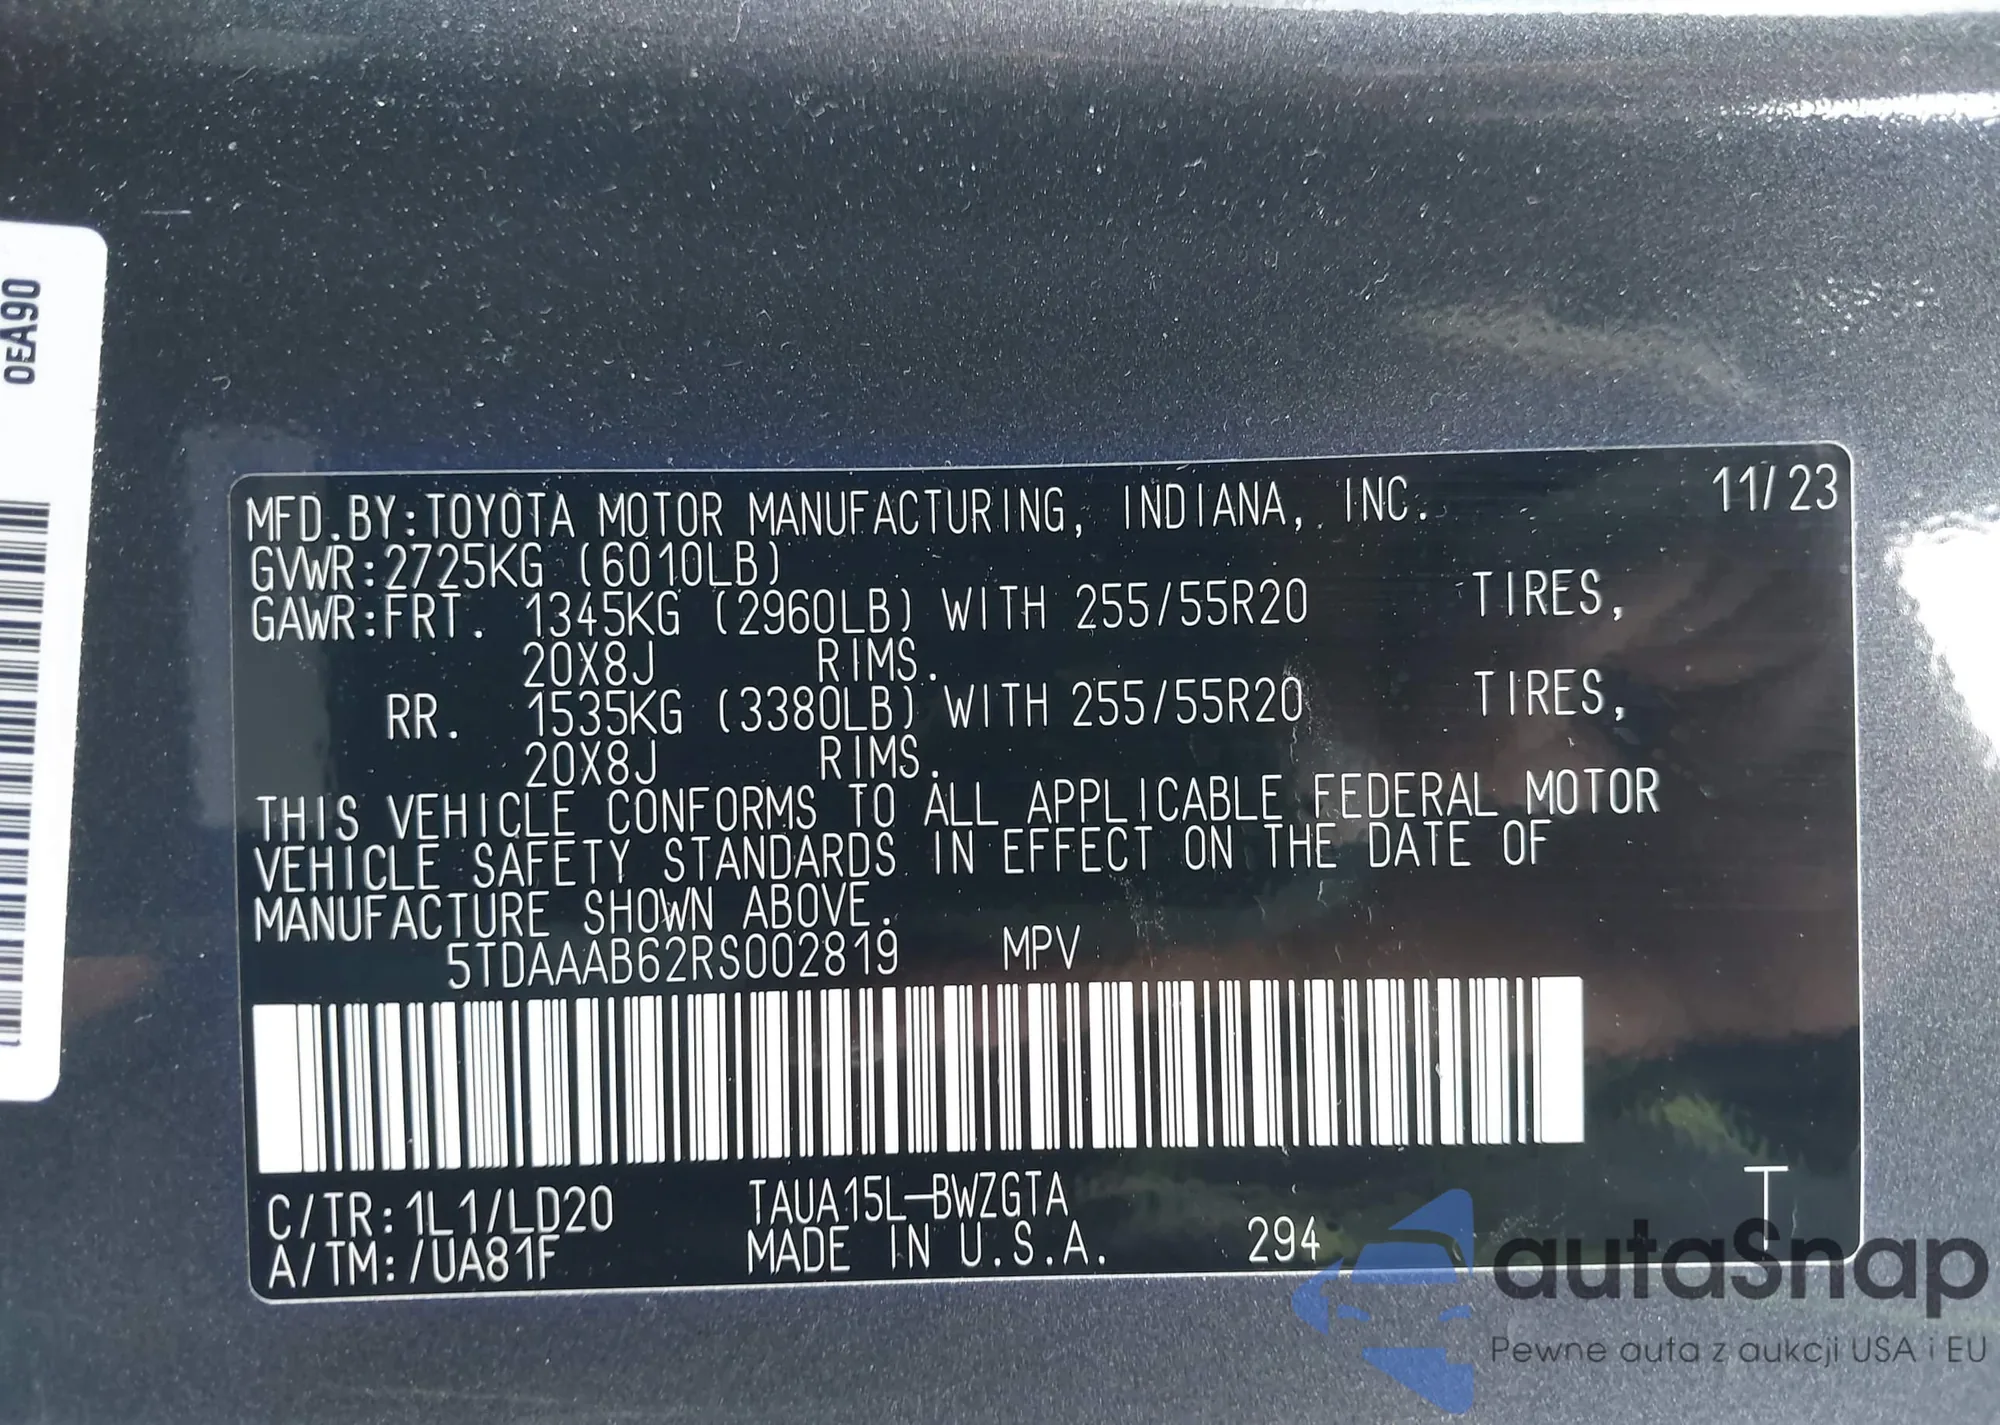 0EA90
MFD.BY:TOYOTA MOTOR MANUFACTURING, INDIANA, INC. 11/23
GVWR:2725KG (6010LB)
GAWR:FRT. 1345KG (2960LB) WITH 255/55R20 TIRES,
20X8J RIMS.
RR. 1535KG (3380LB) WITH 255/55R20 TIRES,
20X8J RIMS.
THIS VEHICLE CONFORMS TO ALL APPLICABLE FEDERAL MOTOR
VEHICLE SAFETY STANDARDS IN EFFECT ON THE DATE OF
MANUFACTURE SHOWN ABOVE.
5TDAAAB62RS002819 MPV
C/TR:1L1/LD20 TAUA15L-BWZGTA T
A/TM:/UA81F MADE IN U.S.A. 294
autaSnap
Pewne auta z aukcji USA i EU